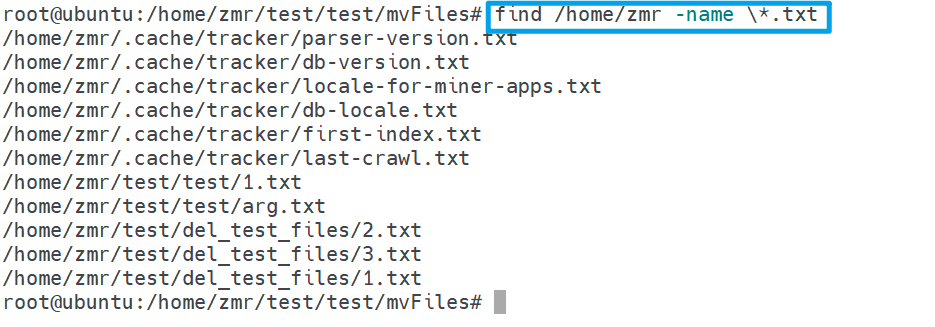 root@ubuntu:/home/zmr/test/test/mvFiles# find /home/zmr -name \*.txt
/home/zmr/.cache/tracker/parser-version.txt
/home/zmr/.cache/tracker/db-version.txt
/home/zmr/.cache/tracker/locale-for-miner-apps.txt
/home/zmr/.cache/tracker/db-locale.txt
/home/zmr/.cache/tracker/first-index.txt
/home/zmr/.cache/tracker/last-crawl.txt
/home/zmr/test/test/1.txt
/home/zmr/test/test/arg.txt
/home/zmr/test/del_test_files/2.txt
/home/zmr/test/del_test_files/3.txt
/home/zmr/test/del_test_files/1.txt
root@ubuntu:/home/zmr/test/test/mvFiles#